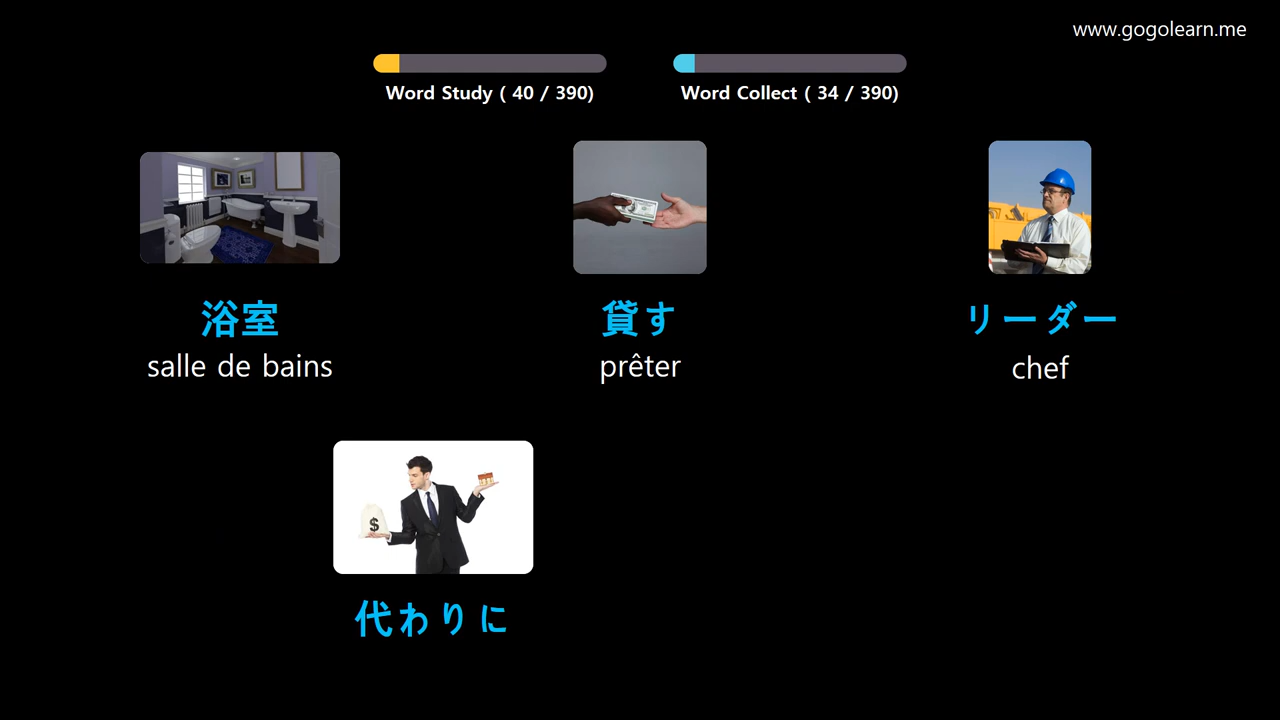 www.gogolearn.me
Word Study ( 40 / 390)
Word Collect ( 34 / 390)
浴室
salle de bains
貸す
prêter
リーダー
chef
$
代わりに